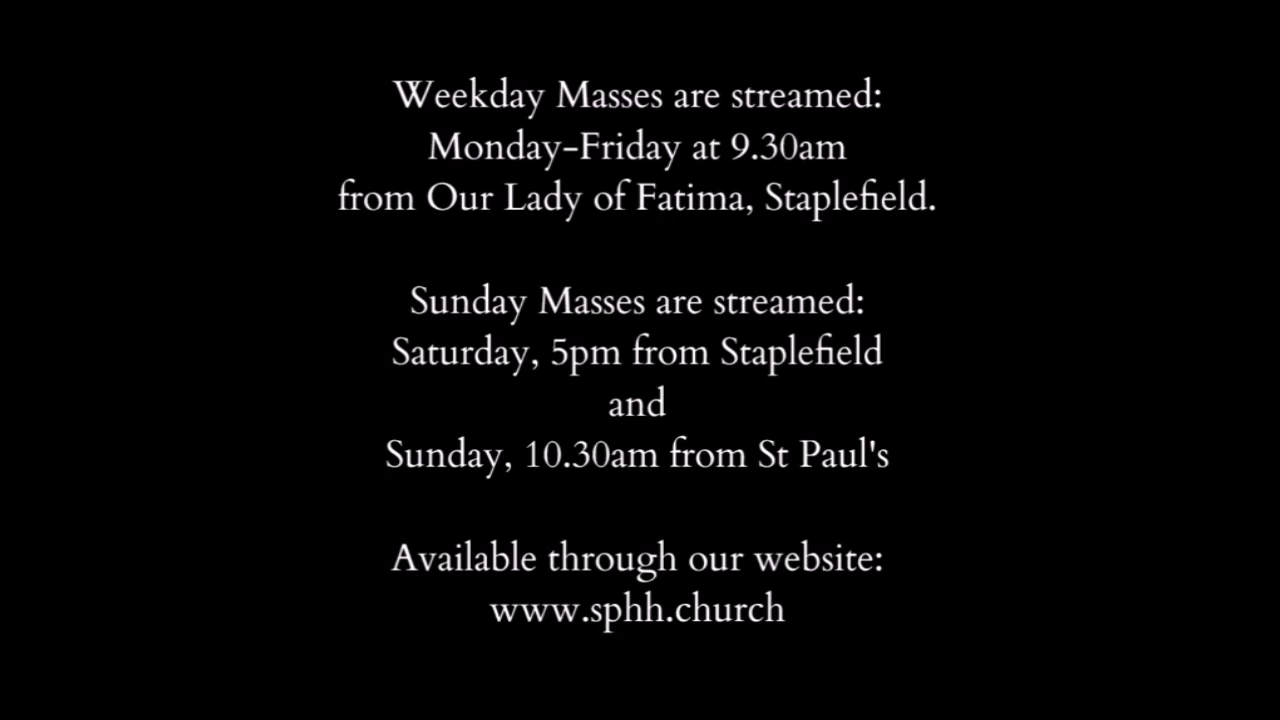 Weekday Masses are streamed:
Monday-Friday at 9.30am
from Our Lady of Fatima, Staplefield.
Sunday Masses are streamed:
Saturday, 5pm from Staplefield
and
Sunday, 10.30am from St Paul's
Available through our website:
www.sphh.church